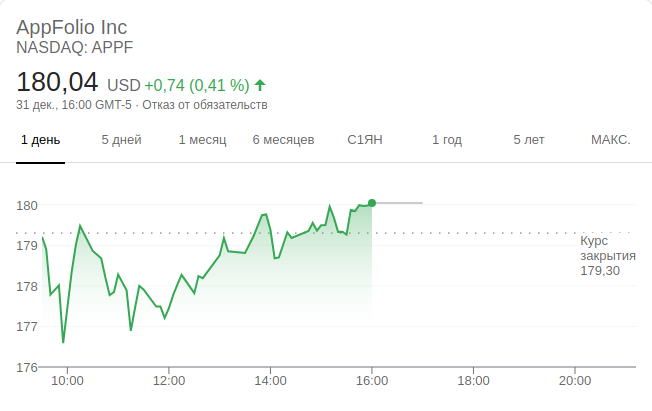 AppFolio Inc
NASDAQ: APPF
180,04 USD +0,74 (0,41 %)
31 дек., 16:00 GMT-5 · Отказ от обязательств
1 день 5 дней 1 месяц 6 месяцев С1ЯН 1 год 5 лет МАКС.
180
179
178
177
176
Курс
закрытия
179,30
10:00 12:00 14:00 16:00 18:00 20:00